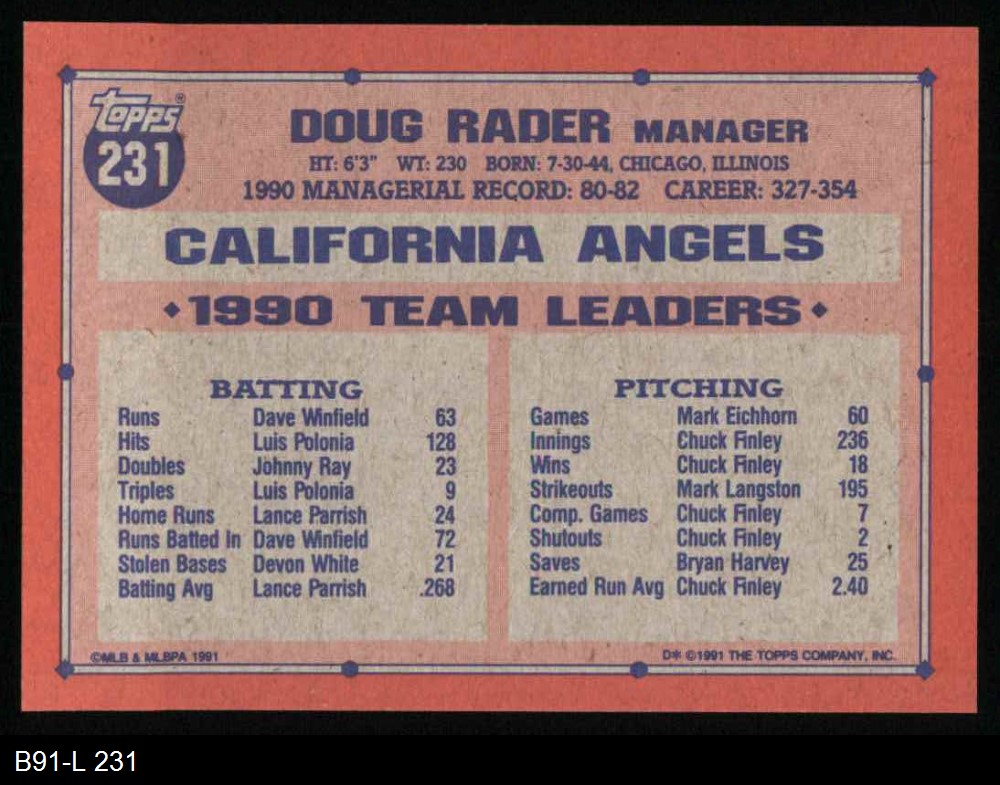 TOPPS®
231
DOUG RADER MANAGER
HT: 6'3" WT: 230 BORN: 7-30-44, CHICAGO, ILLINOIS
1990 MANAGERIAL RECORD: 80-82 CAREER: 327-354
CALIFORNIA ANGELS
◆1990 TEAM LEADERS◆
BATTING
Runs Dave Winfield 63
Hits Luis Polonia 128
Doubles Johnny Ray 23
Triples Luis Polonia 9
Home Runs Lance Parrish 24
Runs Batted In Dave Winfield 72
Stolen Bases Devon White 21
Batting Avg Lance Parrish .268
PITCHING
Games Mark Eichhorn 60
Innings Chuck Finley 236
Wins Chuck Finley 18
Strikeouts Mark Langston 195
Comp. Games Chuck Finley 7
Shutouts Chuck Finley 2
Saves Bryan Harvey 25
Earned Run Avg Chuck Finley 2.40
©MLB & MLBPA 1991
D* ©1991 THE TOPPS COMPANY, INC.
B91-L 231